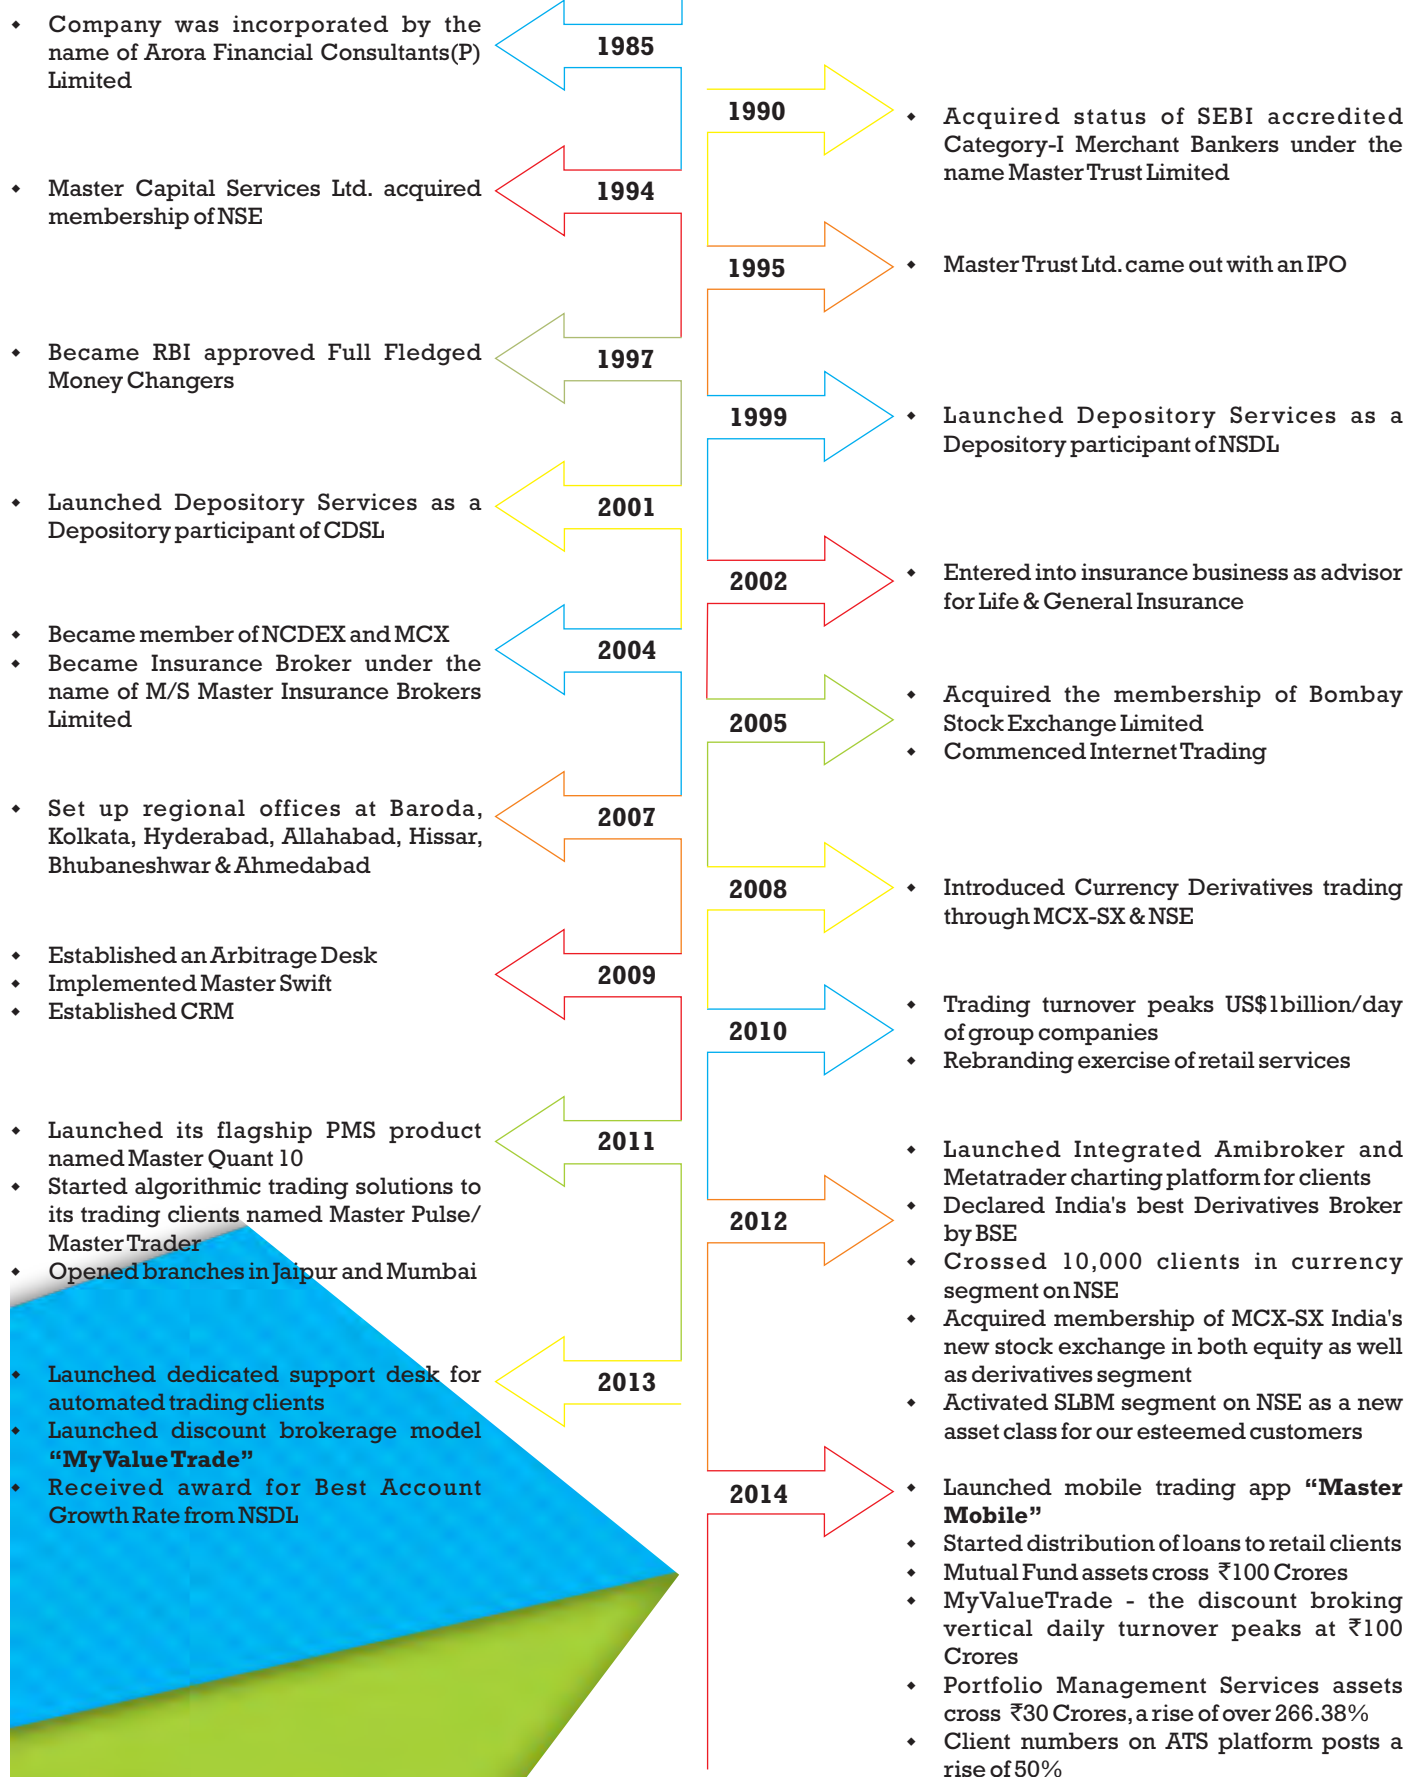 1985
Company was incorporated by the
name of Arora Financial Consultants(P)
Limited
1990
Acquired status of SEBI accredited
Category-I Merchant Bankers under the
name Master Trust Limited
1994
Master Capital Services Ltd. acquired
membership of NSE
1995
Master Trust Ltd. came out with an IPO
1997
Became RBI approved Full Fledged
Money Changers
1999
Launched Depository Services as a
Depository participant of NSDL
2001
Launched Depository Services as a
Depository participant of CDSL
2002
Entered into insurance business as advisor
for Life & General Insurance
2004
Became member of NCDEX and MCX
Became Insurance Broker under the
name of M/S Master Insurance Brokers
Limited
2005
Acquired the membership of Bombay
Stock Exchange Limited
Commenced Internet Trading
2007
Set up regional offices at Baroda,
Kolkata, Hyderabad, Allahabad, Hissar,
Bhubaneshwar & Ahmedabad
2008
Introduced Currency Derivatives trading
through MCX-SX & NSE
2009
Established an Arbitrage Desk
Implemented Master Swift
Established CRM
2010
Trading turnover peaks US$1billion/day
of group companies
Rebranding exercise of retail services
2011
Launched its flagship PMS product
named Master Quant 10
Started algorithmic trading solutions to
its trading clients named Master Pulse/
Master Trader
Opened branches in Jaipur and Mumbai
2012
Launched Integrated Amibroker and
Metatrader charting platform for clients
Declared India's best Derivatives Broker
by BSE
Crossed 10,000 clients in currency
segment on NSE
Acquired membership of MCX-SX India's
new stock exchange in both equity as well
as derivatives segment
Activated SLBM segment on NSE as a new
asset class for our esteemed customers
2013
Launched dedicated support desk for
automated trading clients
Launched discount brokerage model
“MyValue Trade”
Received award for Best Account
Growth Rate from NSDL
2014
Launched mobile trading app “Master
Mobile”
Started distribution of loans to retail clients
Mutual Fund assets cross ₹100 Crores
MyValueTrade - the discount broking
vertical daily turnover peaks at ₹100
Crores
Portfolio Management Services assets
cross ₹30 Crores, a rise of over 266.38%
Client numbers on ATS platform posts a
rise of 50%